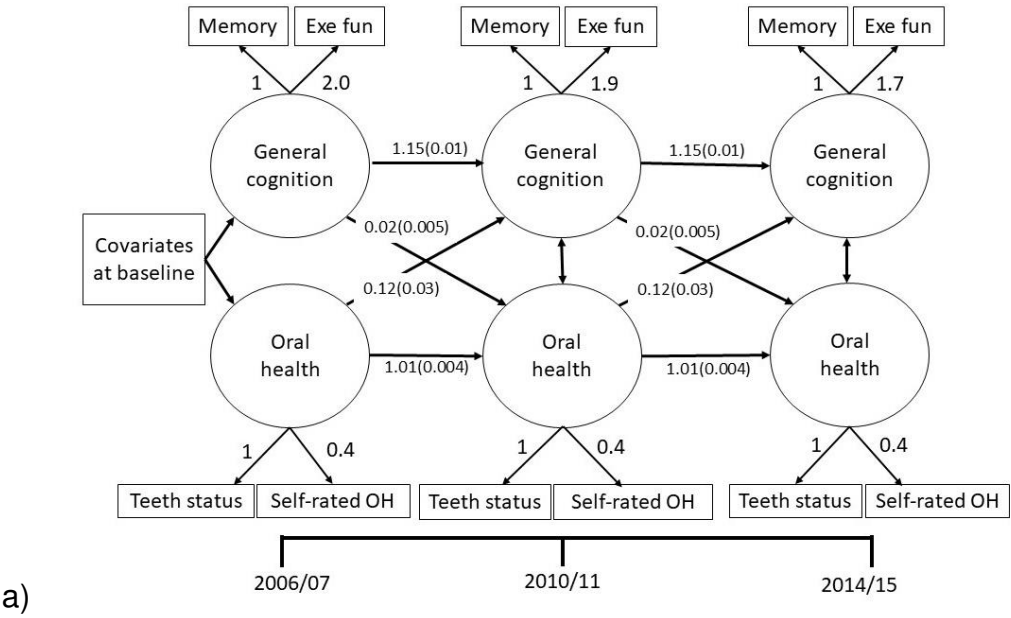 Memory
Exe fun
Memory
Exe fun
Memory
Exe fun
1
2.0
1
1.9
1
1.7
General
cognition
1.15(0.01)
General
cognition
1.15(0.01)
General
cognition
Covariates
at baseline
0.02(0.005)
0.02(0.005)
0.12(0.03)
0.12(0.03)
Oral
health
1.01(0.004)
Oral
health
1.01(0.004)
Oral
health
1
0.4
1
0.4
1
0.4
Teeth status
Self-rated OH
Teeth status
Self-rated OH
Teeth status
Self-rated OH
2006/07
2010/11
2014/15
a)